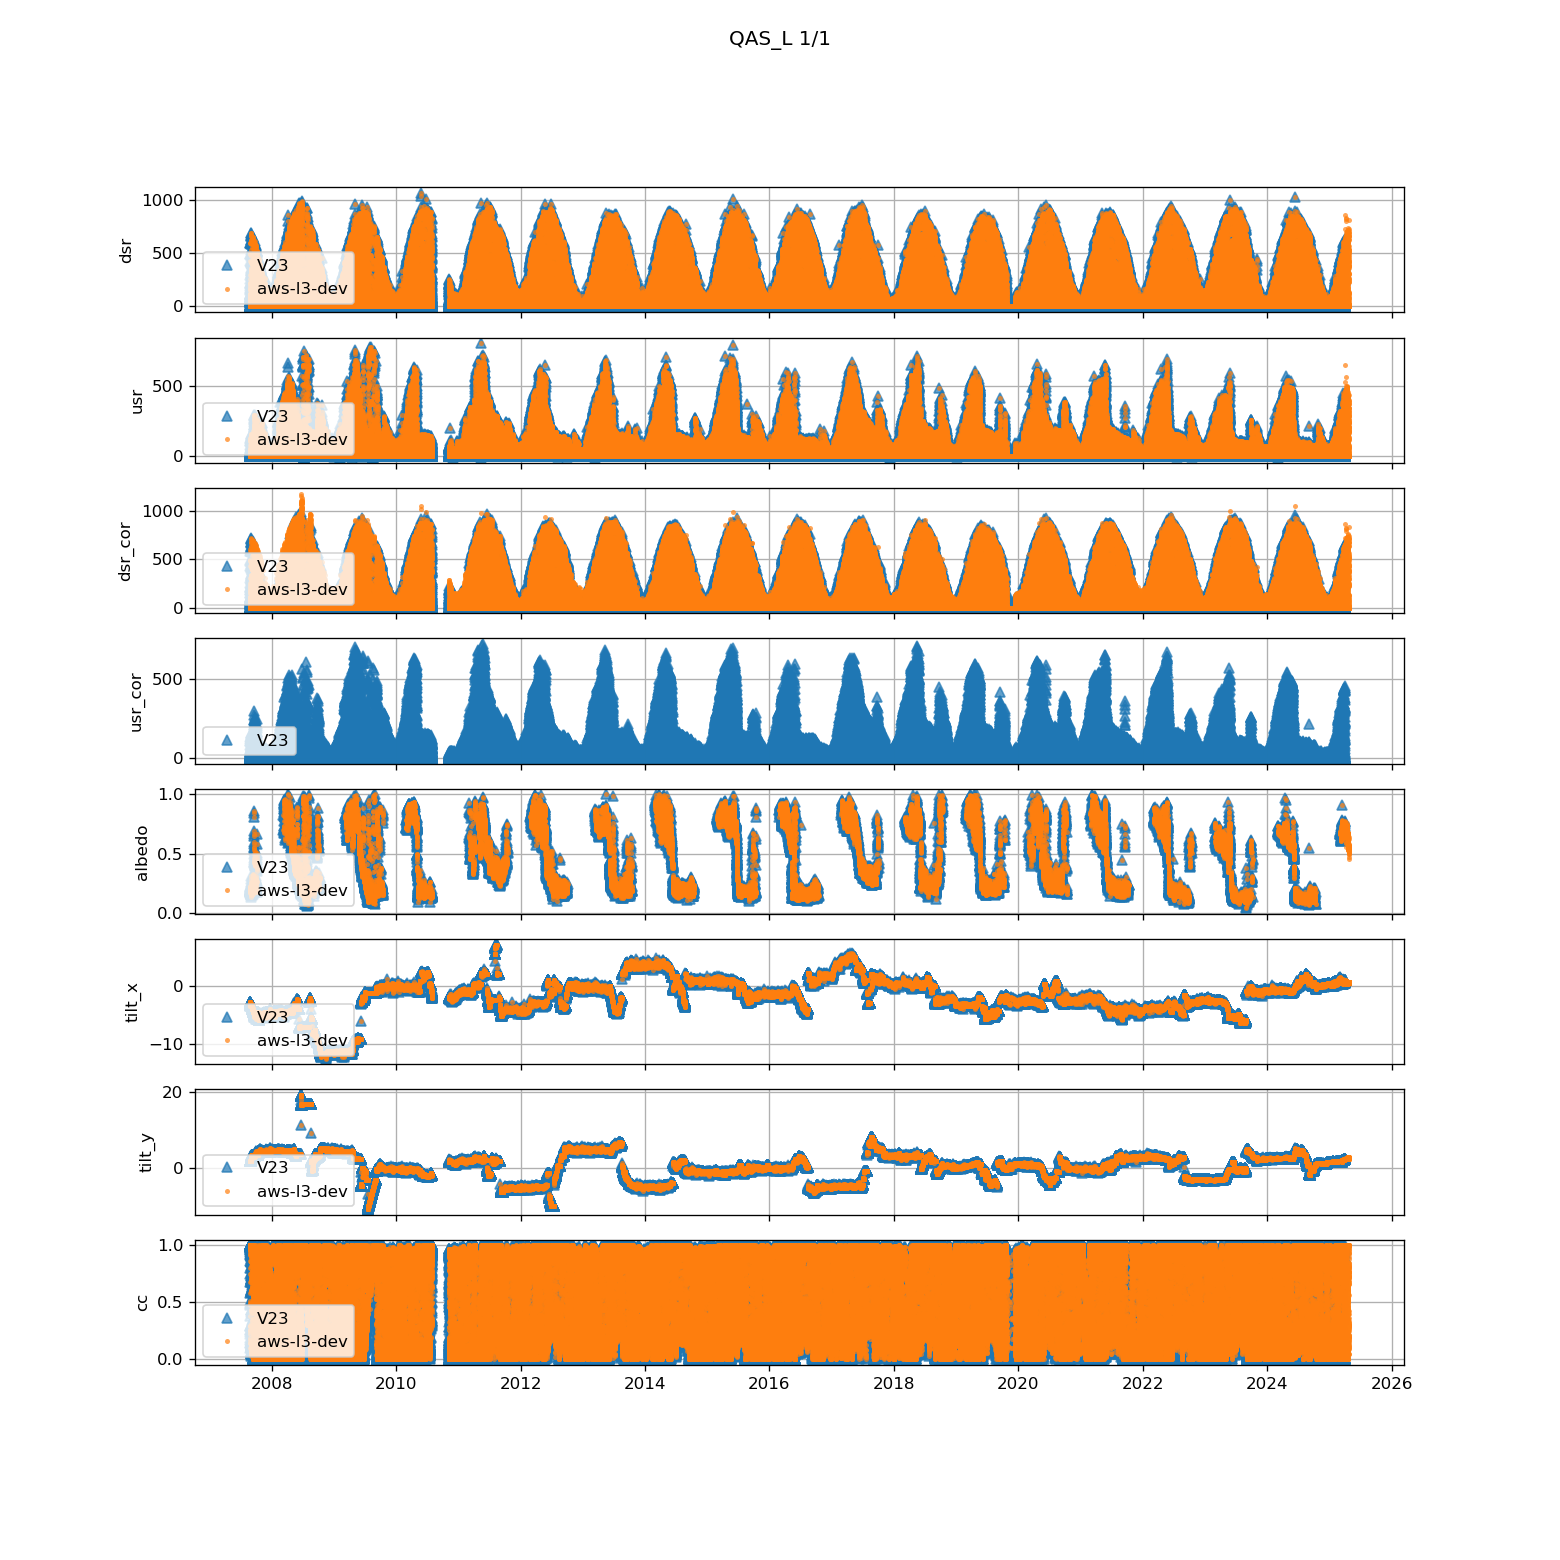 QAS_L 1/1
1000
500
0
dsr
V23
aws-l3-dev
500
0
usr
V23
aws-l3-dev
1000
500
0
dsr_cor
V23
aws-l3-dev
500
0
usr_cor
V23
1.0
0.5
0.0
albedo
V23
aws-l3-dev
0
−10
tilt_x
V23
aws-l3-dev
20
0
tilt_y
V23
aws-l3-dev
1.0
0.5
0.0
cc
V23
aws-l3-dev
2008 2010 2012 2014 2016 2018 2020 2022 2024 2026